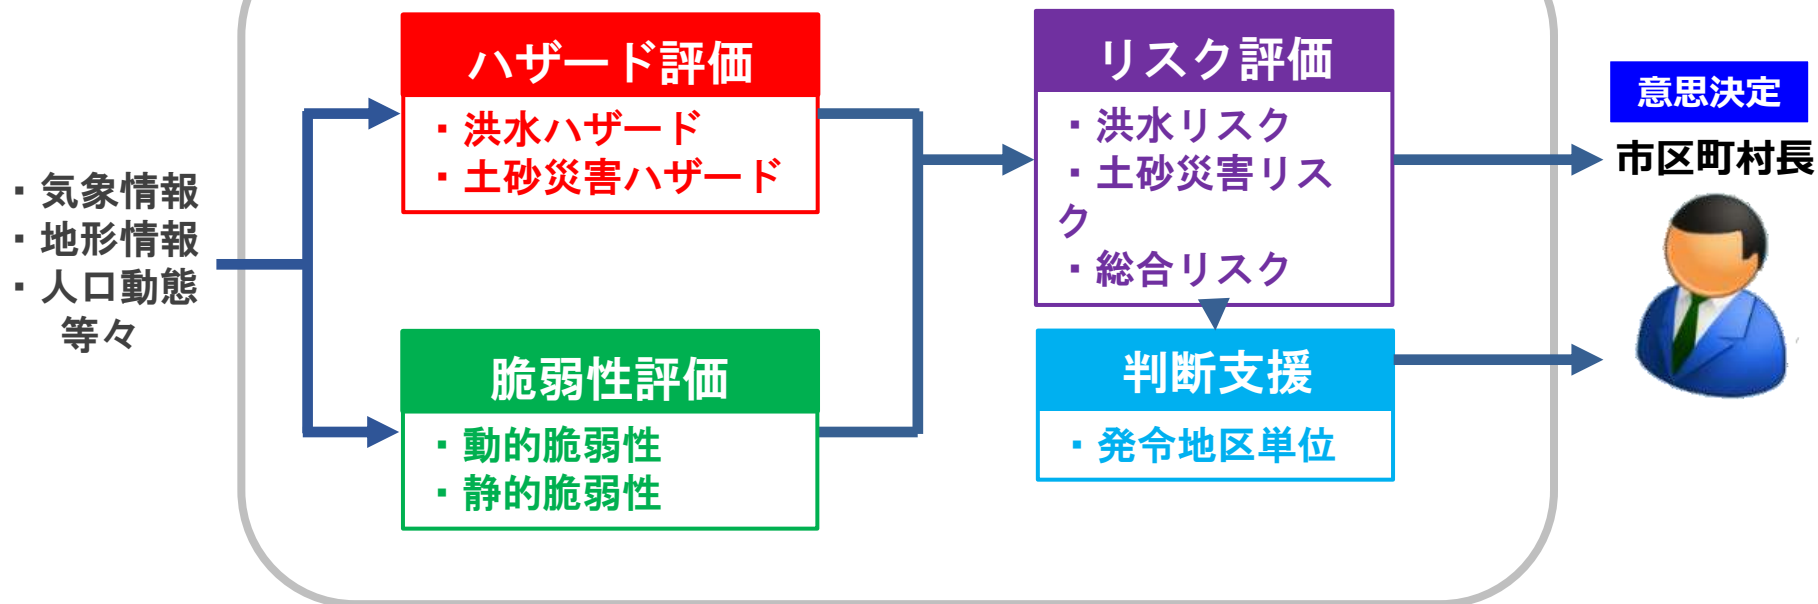 ・気象情報
・地形情報
・人口動態
等々
ハザード評価
・洪水ハザード
・土砂災害ハザード
脆弱性評価
・動的脆弱性
・静的脆弱性
リスク評価
・洪水リスク
・土砂災害リス
ク
・総合リスク
判断支援
・発令地区単位
意思決定
市区町村長